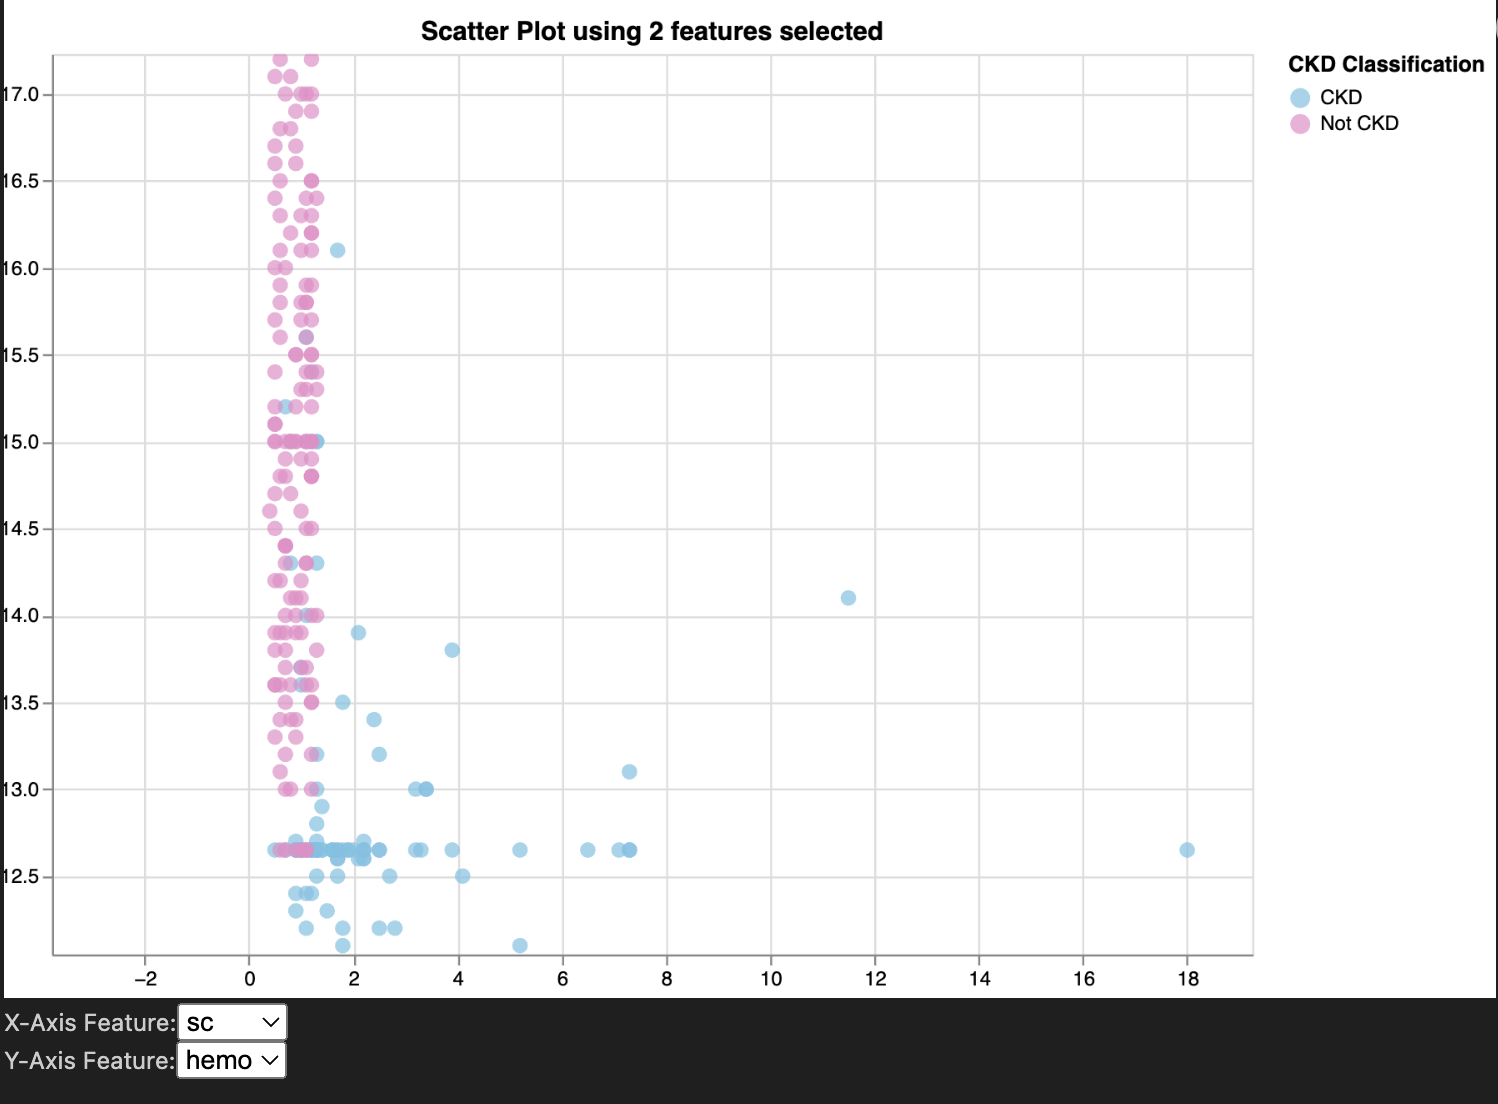 Scatter Plot using 2 features selected
CKD Classification
CKD
Not CKD
17.0
16.5
16.0
15.5
15.0
14.5
14.0
13.5
13.0
12.5
−2 0 2 4 6 8 10 12 14 16 18
X-Axis Feature: sc
Y-Axis Feature: hemo